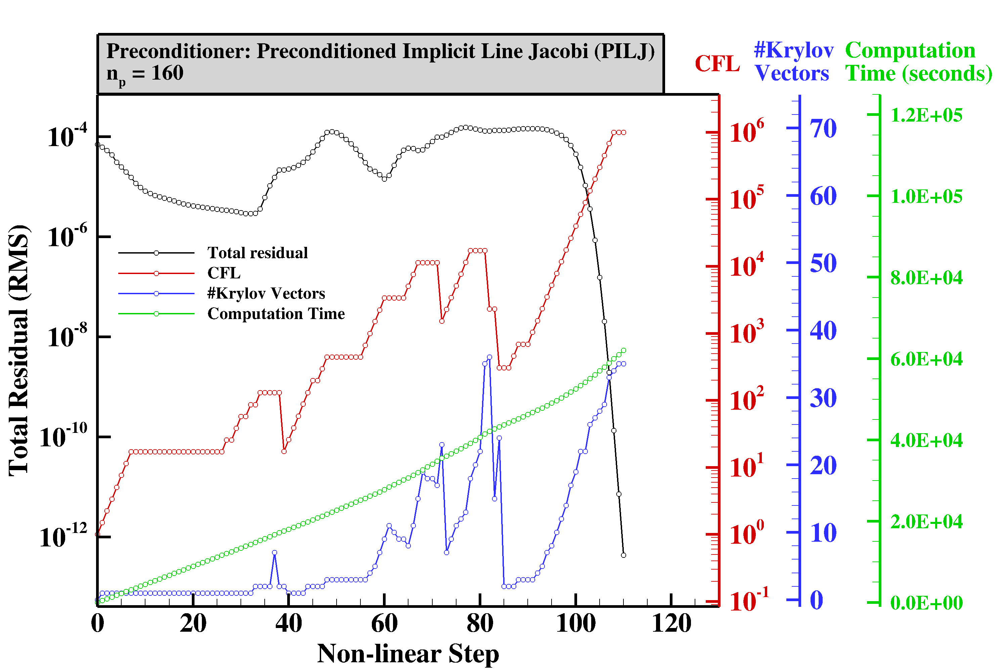 Preconditioner: Preconditioned Implicit Line Jacobi (PILJ)
n_p = 160
CFL
#Krylov
Vectors
Computation
Time (seconds)
Total Residual (RMS)
10^-4
10^-6
10^-8
10^-10
10^-12
Total residual
CFL
#Krylov Vectors
Computation Time
10^6
10^5
10^4
10^3
10^2
10^1
10^0
10^-1
70
60
50
40
30
20
10
0
1.2E+05
1.0E+05
8.0E+04
6.0E+04
4.0E+04
2.0E+04
0.0E+00
0 20 40 60 80 100 120
Non-linear Step